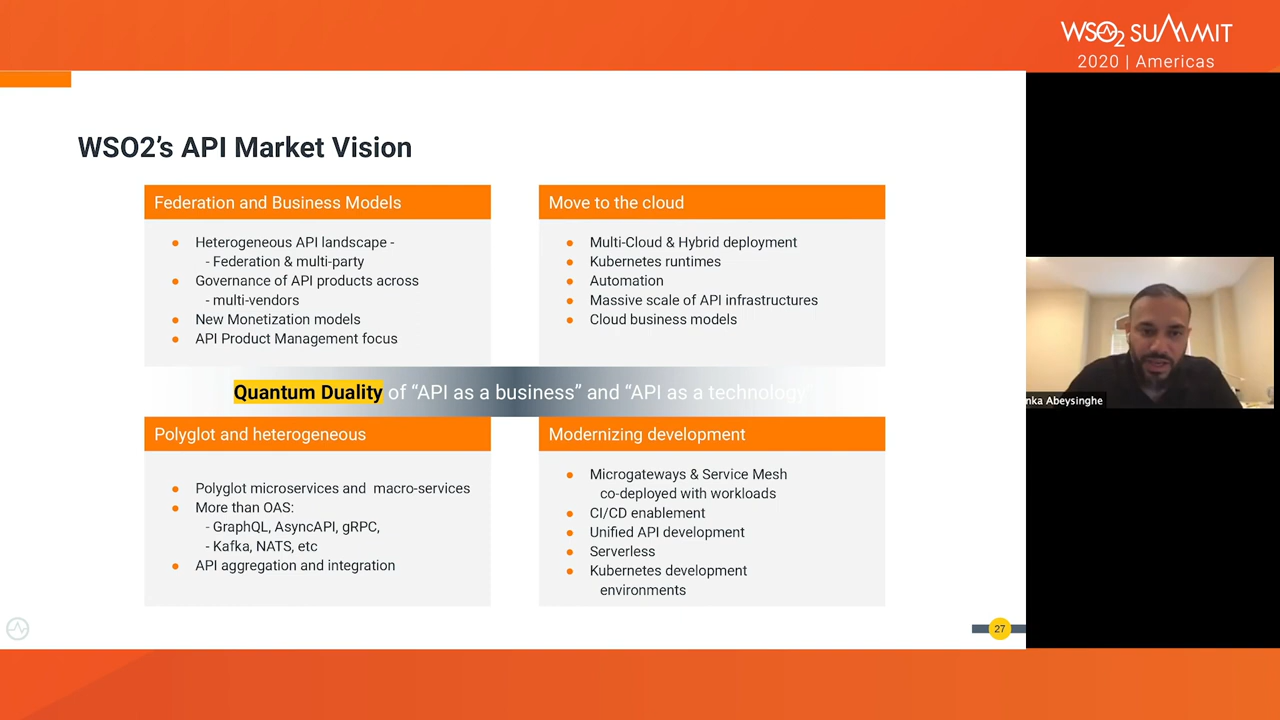 WSO2 SUMMIT
2020 | Americas
WSO2's API Market Vision
Federation and Business Models
● Heterogeneous API landscape -
- Federation & multi-party
● Governance of API products across
- multi-vendors
● New Monetization models
● API Product Management focus
Move to the cloud
● Multi-Cloud & Hybrid deployment
● Kubernetes runtimes
● Automation
● Massive scale of API infrastructures
● Cloud business models
Quantum Duality of “API as a business” and “API as a technology
Polyglot and heterogeneous
● Polyglot microservices and macro-services
● More than OAS:
- GraphQL, AsyncAPI, gRPC,
- Kafka, NATS, etc
● API aggregation and integration
Modernizing development
● Microgateways & Service Mesh
co-deployed with workloads
● CI/CD enablement
● Unified API development
● Serverless
● Kubernetes development
environments
27
nka Abeysinghe